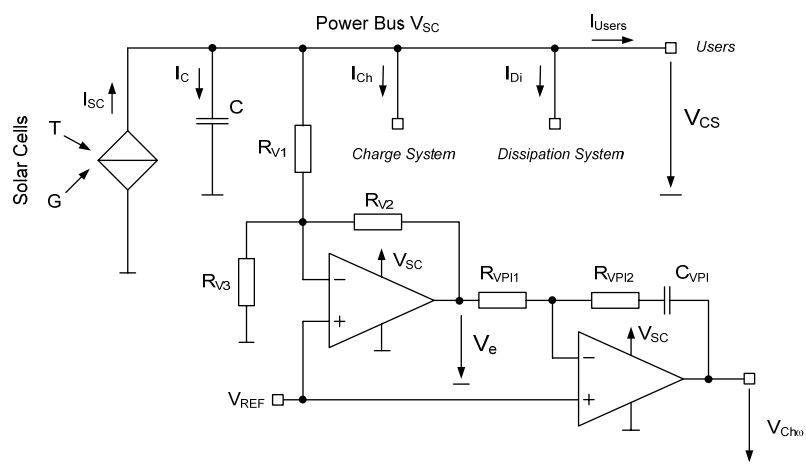 Power Bus VSC
IUsers
Users
ISC
IC
ICh
IDi
C
VCS
Solar Cells
T
G
RV1
Charge System
Dissipation System
RV2
RV3
VSC
RVPI1
RVPI2
CVPI
−
+
Ve
VSC
−
+
VREF
VChω